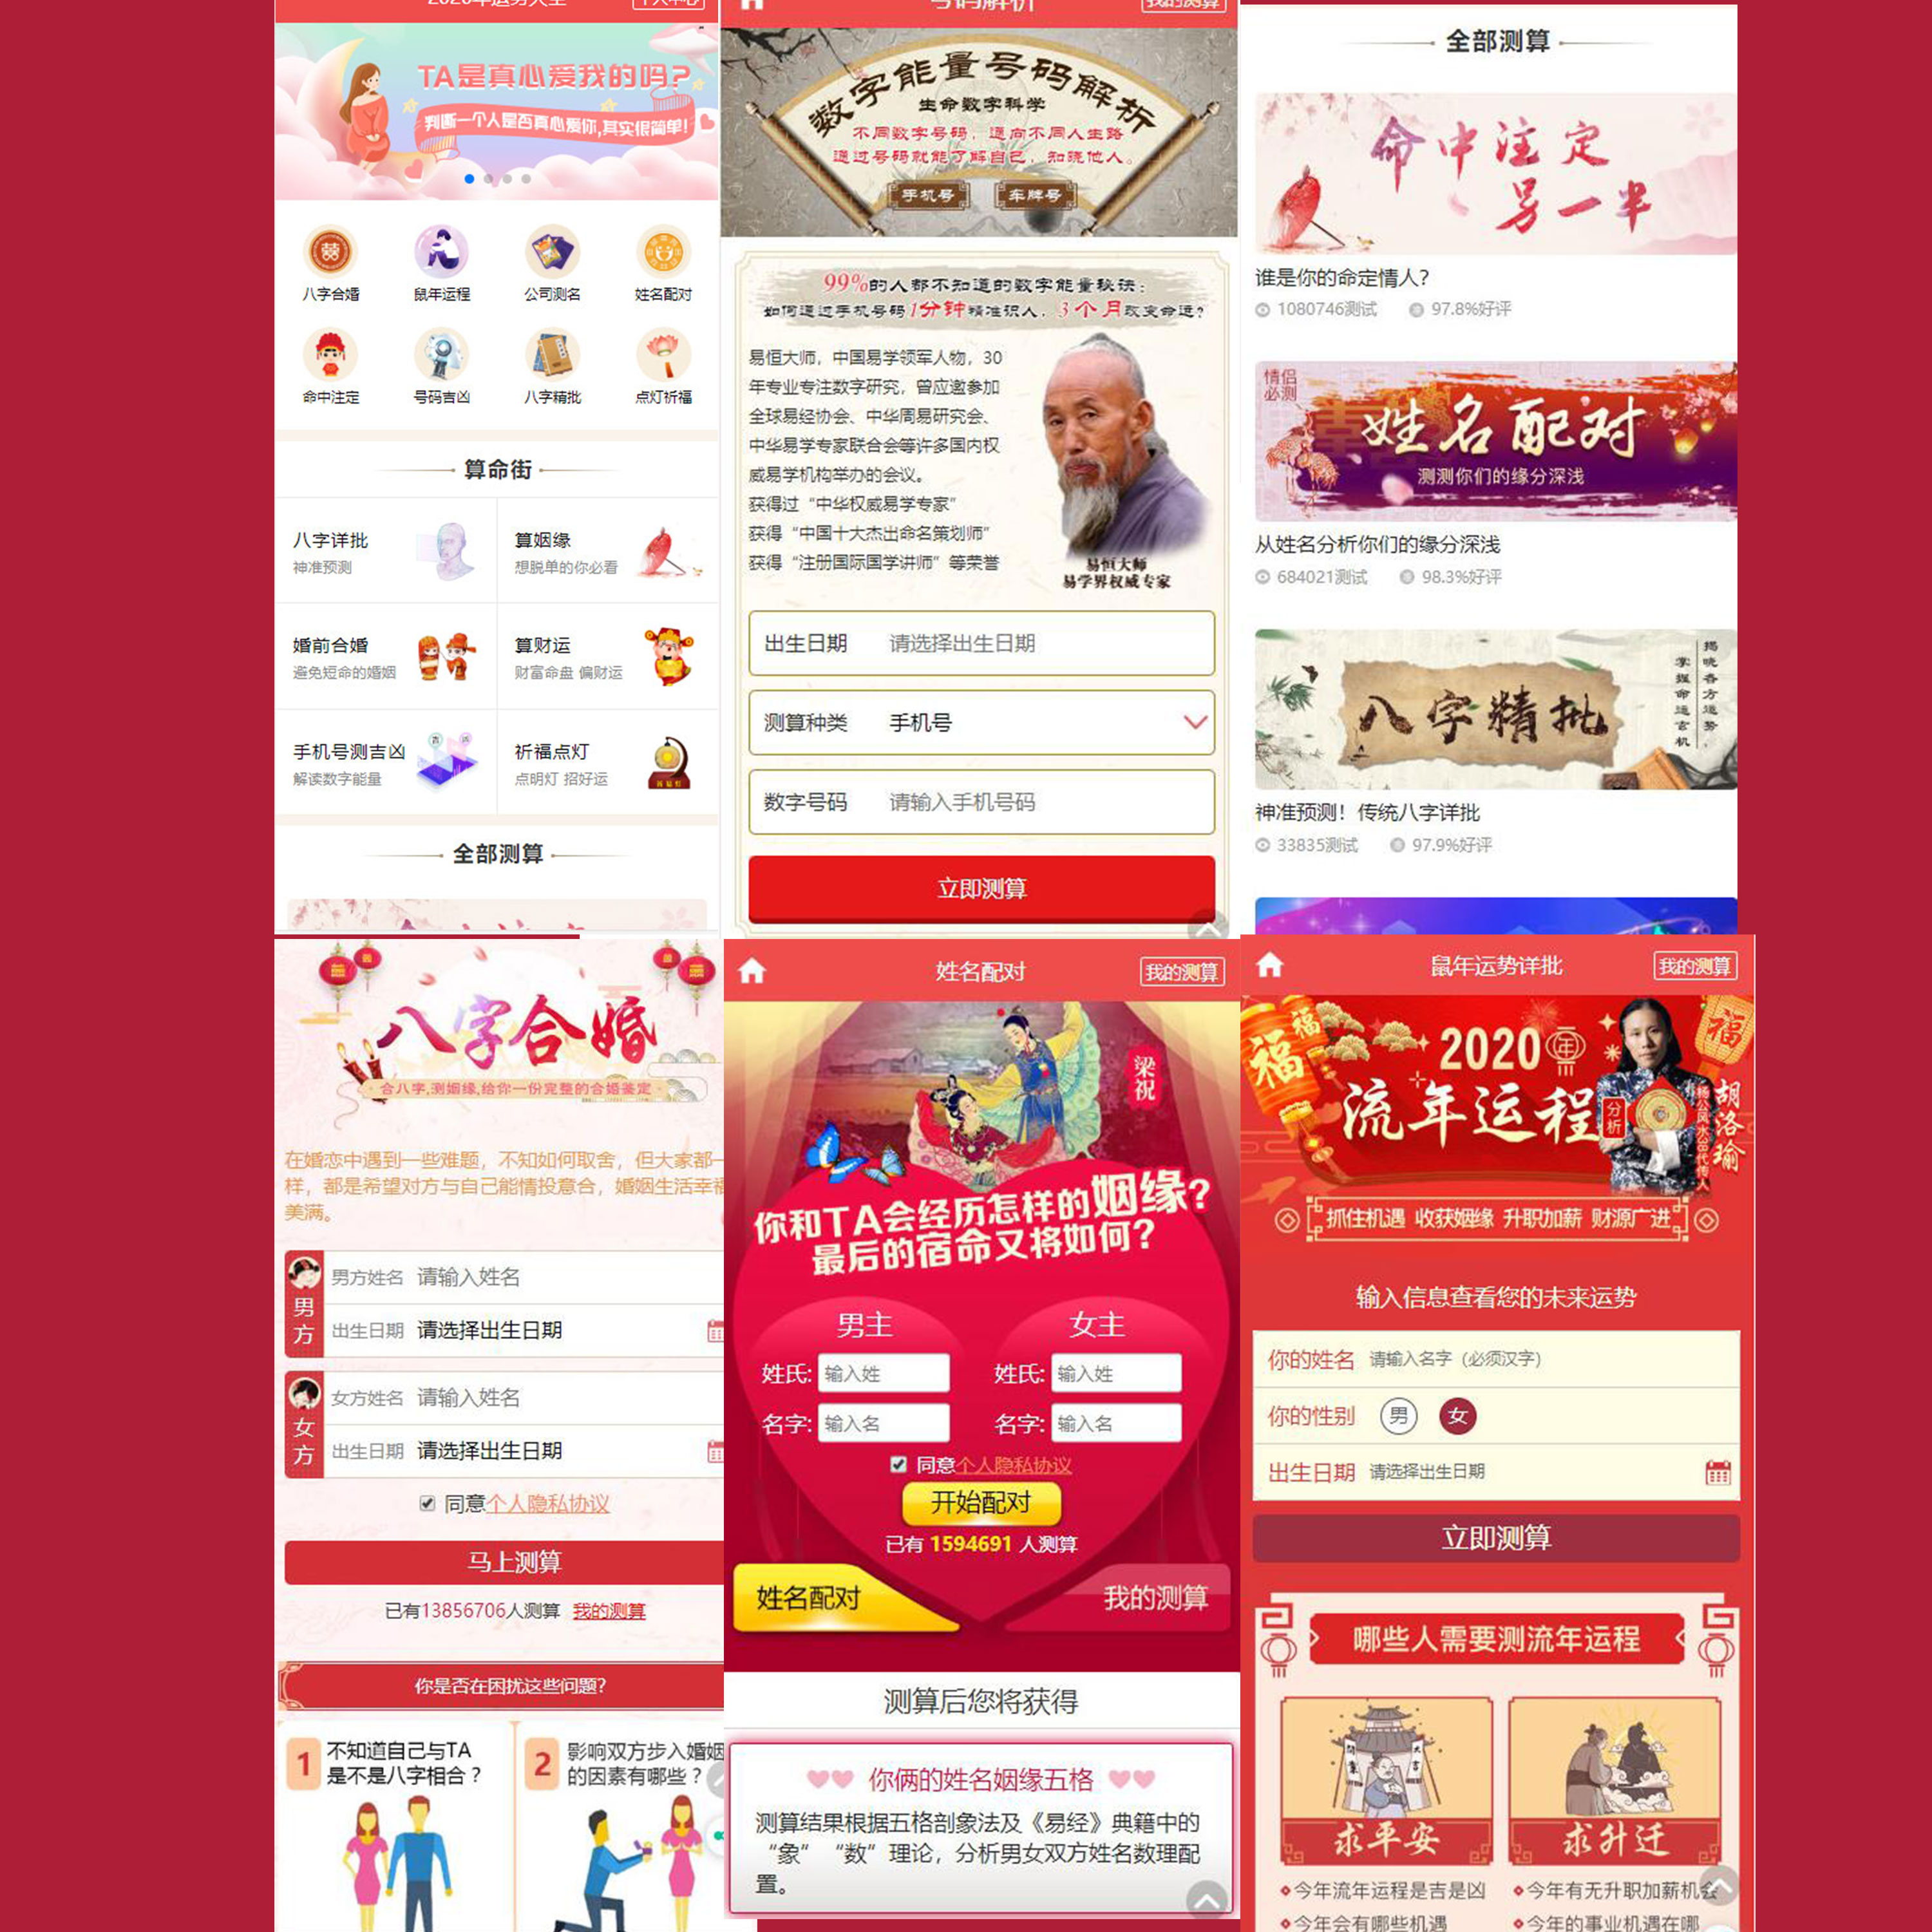 2020年运势大全
个人中心
TA是真心爱我的吗?
判断一个人是否真心爱你,其实很简单!
八字合婚
鼠年运程
公司测名
姓名配对
命中注定
号码吉凶
八字精批
点灯祈福
算命街
八字详批
神准预测
算姻缘
想脱单的你必看
婚前合婚
避免短命的婚姻
算财运
财富命盘 偏财运
手机号测吉凶
解读数字能量
祈福点灯
点明灯 招好运
全部测算
号码解析
我的测算
数字能量号码解析
生命数字科学
不同数字号码，通向不同人生路
通过号码就能了解自己，知晓他人。
手机号
车牌号
99%的人都不知道的数字能量秘诀：
如何通过手机号码1分钟精准识人，3个月改变命运?
易恒大师，中国易学领军人物，30
年专业专注数字研究，曾应邀参加
全球易经协会、中华周易研究会、
中华易学专家联合会等许多国内权
威易学机构举办的会议。
获得过“中华权威易学专家”
获得“中国十大杰出命名策划师”
获得“注册国际国学讲师”等荣誉
易恒大师
易学界权威专家
出生日期 请选择出生日期
测算种类 手机号
数字号码 请输入手机号码
立即测算
全部测算
命中注定
另一半
谁是你的命定情人?
1080746测试 97.8%好评
情侣
必测
姓名配对
测测你们的缘分深浅
从姓名分析你们的缘分深浅
684021测试 98.3%好评
八字精批
揭晓各方运势，
掌握命运玄机
神准预测！传统八字详批
33835测试 97.9%好评
八字合婚
合八字,测姻缘,给你一份完整的合婚鉴定
在婚恋中遇到一些难题，不知如何取舍，但大家都一
样，都是希望对方与自己能情投意合，婚姻生活幸福
美满。
男方
男方姓名 请输入姓名
出生日期 请选择出生日期
女方
女方姓名 请输入姓名
出生日期 请选择出生日期
同意个人隐私协议
马上测算
已有13856706人测算 我的测算
你是否在困扰这些问题?
1 不知道自己与TA
是不是八字相合？
2 影响双方步入婚姻
的因素有哪些？
姓名配对
我的测算
梁祝
你和TA会经历怎样的姻缘?
最后的宿命又将如何?
男主
女主
姓氏: 输入姓
姓氏: 输入姓
名字: 输入名
名字: 输入名
同意个人隐私协议
开始配对
已有 1594691 人测算
姓名配对
我的测算
测算后您将获得
你俩的姓名姻缘五格
测算结果根据五格剖象法及《易经》典籍中的
“象”“数”理论，分析男女双方姓名数理配
置。
鼠年运势详批
我的测算
福
福
福
2020年
流年运程
分析
胡洛瑜
杨公风水38代传人
抓住机遇 收获姻缘 升职加薪 财源广进
输入信息查看您的未来运势
你的姓名 请输入名字（必须汉字）
你的性别 男 女
出生日期 请选择出生日期
立即测算
哪些人需要测流年运程
求平安
求升迁
今年流年运程是吉是凶
今年有无升职加薪机会
今年会有哪些机遇
今年的事业机遇在哪